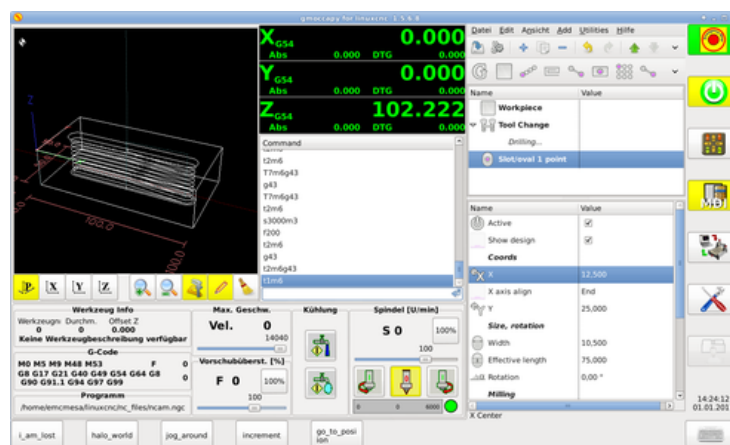 gmoccapy for linuxcnc 1.5.6.8
X G54 0.000
Abs 0.000 DTG 0.000
Y G54 0.000
Abs 0.000 DTG 0.000
Z G54 102.222
Abs 0.000 DTG 0.000
Command
t2m6
T7m6g43
g43
t2m6
s3000m3
f200
t2m6
g43
t2m6g43
t1m6
Z
100.0
P X Y Z
Datei Edit Ansicht Add Utilities Hilfe
Name Value
Workpiece
Tool Change
Drilling...
Slot/oval 1 point
Name Value
Active
Show design
Coords
X 12,500
X axis align End
Y 25,000
Size, rotation
Width 10,500
Effective length 75,000
Rotation 0,00 °
Milling
X Center
MDI
14:24:12
01.01.201
Werkzeug Info
Werkzeugnr Durchm. Offset Z
0 0 0.000
Keine Werkzeugbeschreibung verfügbar
G-Code
M0 M5 M9 M48 M53 F 0
G8 G17 G21 G40 G49 G54 G64 G8 0
G90 G91.1 G94 G97 G99
Programm
/home/emcmesa/linuxcnc/nc_files/ncam.ngc
Max. Geschw.
Vel. 0
14040
Vorschubüberst. [%]
F 0 100%
100
Kühlung
Spindel [U/min]
S 0 100%
100
0 0 6000
i_am_lost
halo_world
jog_around
increment
go_to_posi
ion